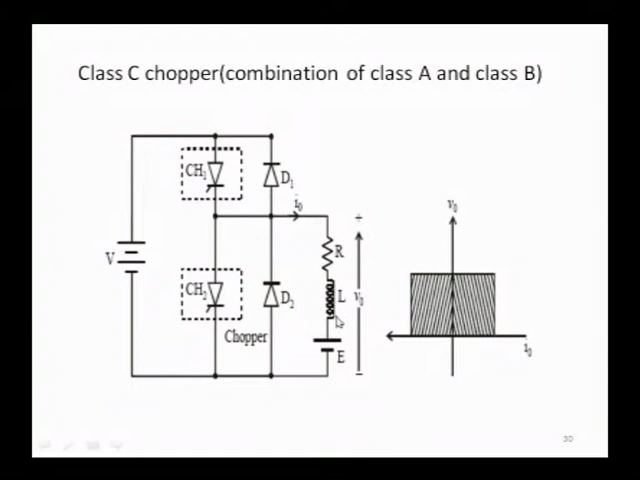 Class C chopper(combination of class A and class B)
CH1
D1
i0
v0
R
V
CH2
D2
L
v0
Chopper
E
i0
+
−
30